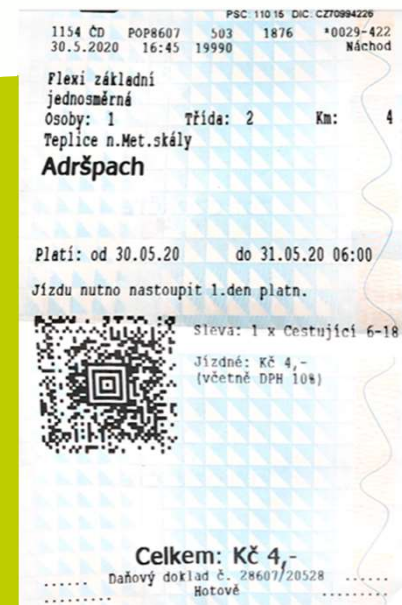 PSC: 110 15 DIC: CZ70994226
1154 ČD POP8607 503 1876 *0029-422
30.5.2020 16:45 19990 Náchod
Flexi základní
jednosměrná
Osoby: 1 Třída: 2 Km: 4
Teplice n.Met.skály
Adršpach
Platí: od 30.05.20 do 31.05.20 06:00
Jízdu nutno nastoupit 1.den platn.
Sleva: 1 x Cestující 6-18
Jízdné: Kč 4,-
(včetně DPH 10%)
Celkem: Kč 4,-
Daňový doklad č. 28607/20528
Hotově